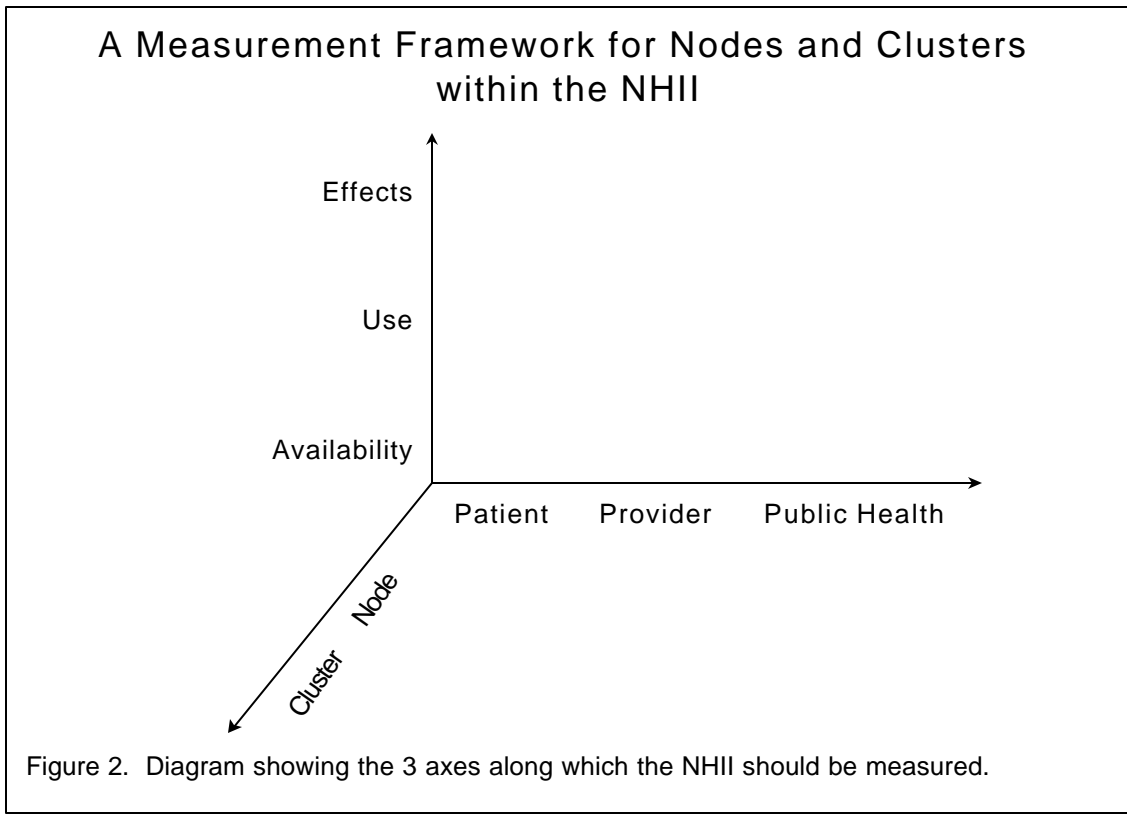 A Measurement Framework for Nodes and Clusters
within the NHII
Effects
Use
Availability
Patient Provider Public Health
Node
Cluster
Figure 2. Diagram showing the 3 axes along which the NHII should be measured.